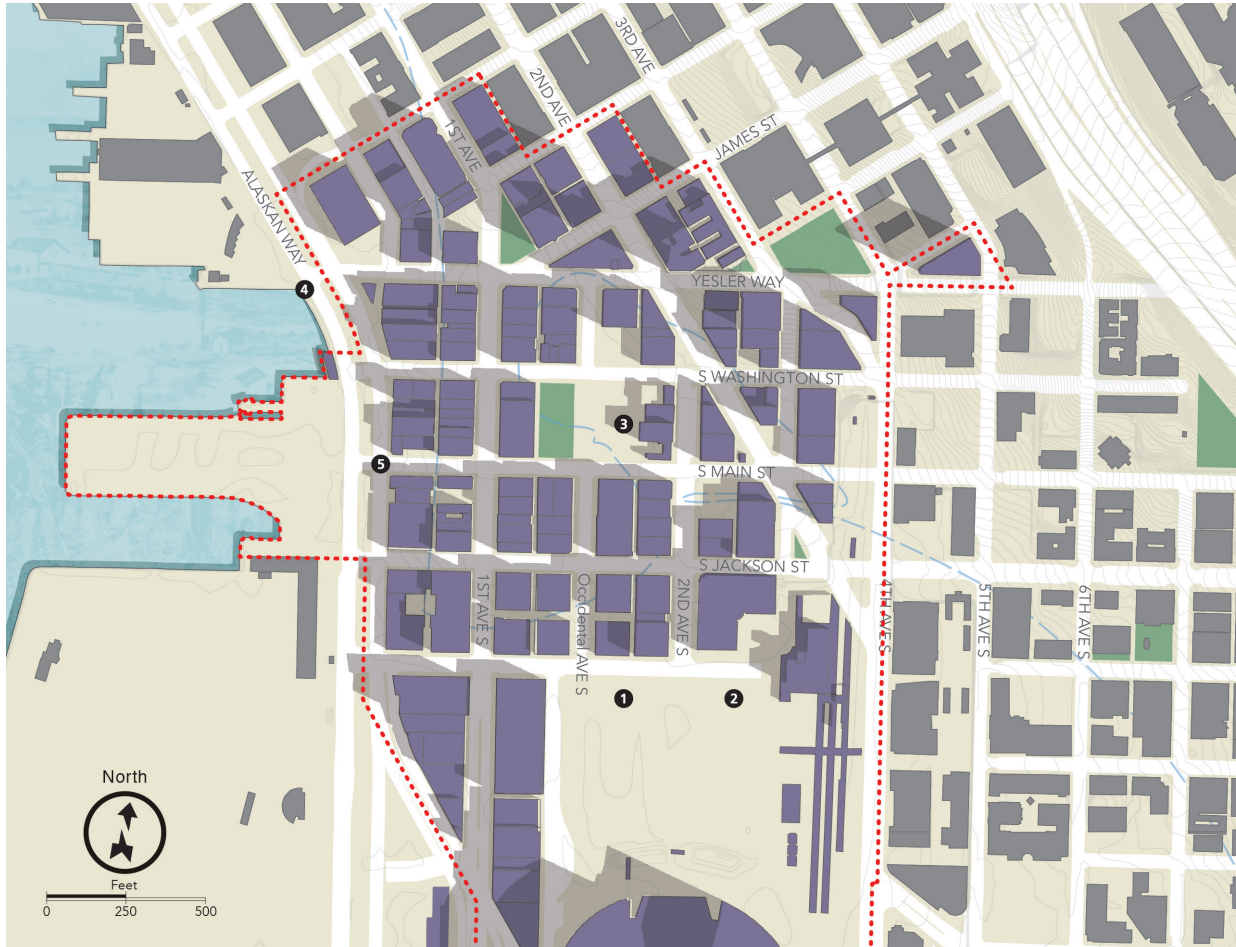 3RD AVE
2ND AVE
1ST AVE
JAMES ST
ALASKAN WAY
YESLER WAY
4
S WASHINGTON ST
3
5
S MAIN ST
S JACKSON ST
1ST AVE S
Occidental AVE S
2ND AVE S
4TH AVE S
5TH AVE S
6TH AVE S
1
2
North
Feet
0 250 500